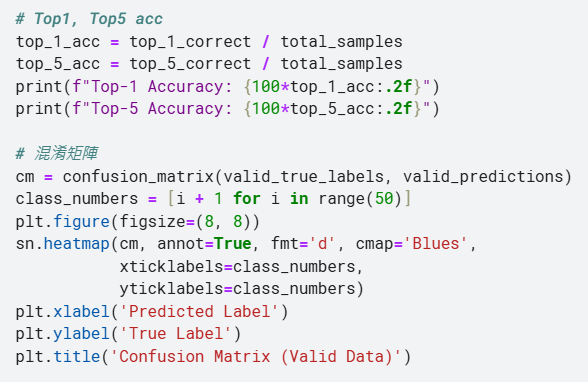 # Top1, Top5 acc
top_1_acc = top_1_correct / total_samples
top_5_acc = top_5_correct / total_samples
print(f"Top-1 Accuracy: {100*top_1_acc:.2f}")
print(f"Top-5 Accuracy: {100*top_5_acc:.2f}")

# 混淆矩陣
cm = confusion_matrix(valid_true_labels, valid_predictions)
class_numbers = [i + 1 for i in range(50)]
plt.figure(figsize=(8, 8))
sn.heatmap(cm, annot=True, fmt='d', cmap='Blues',
           xticklabels=class_numbers,
           yticklabels=class_numbers)
plt.xlabel('Predicted Label')
plt.ylabel('True Label')
plt.title('Confusion Matrix (Valid Data)')